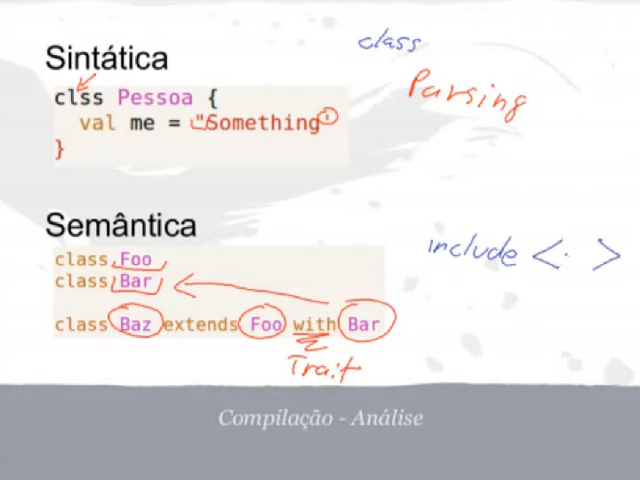 Sintática
class
clss Pessoa {
Parsing
val me = "Something
}
Semântica
class Foo
include < . >
class Bar
class Baz extends Foo with Bar
Trait
Compilação - Análise